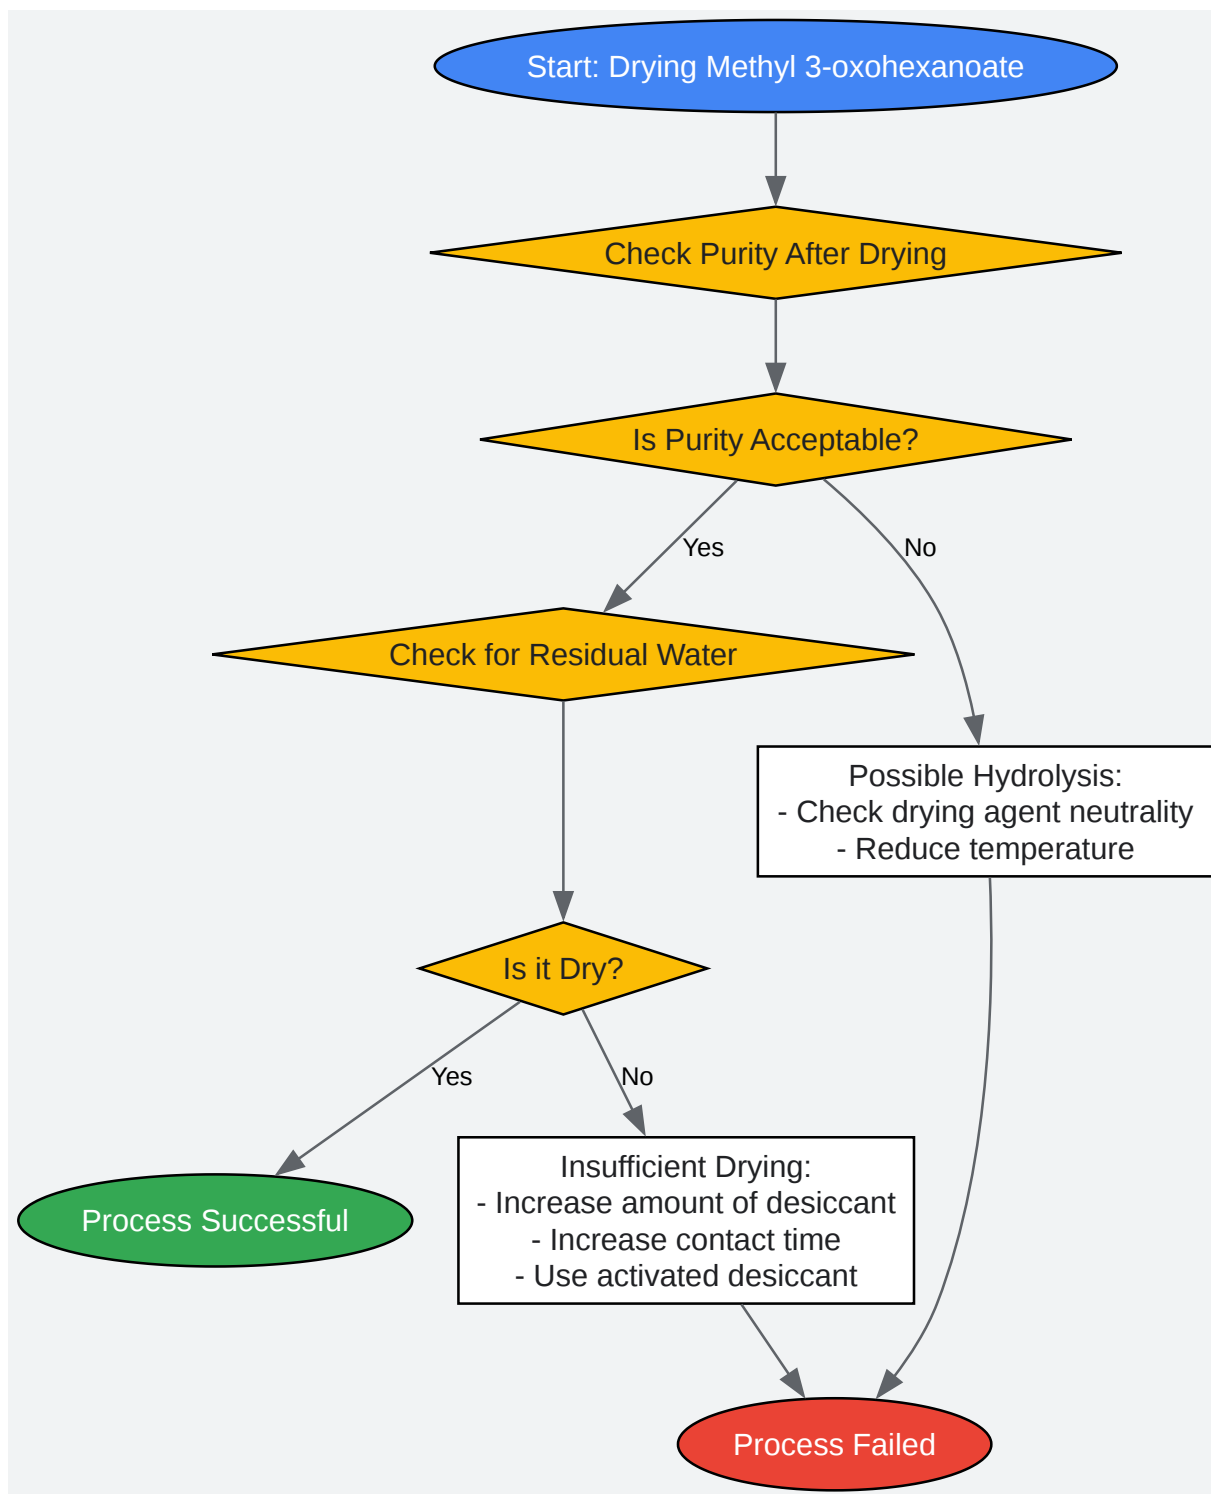 Start: Drying Methyl 3-oxohexanoate
Check Purity After Drying
Is Purity Acceptable?
Yes
No
Check for Residual Water
Possible Hydrolysis:
- Check drying agent neutrality
- Reduce temperature
Is it Dry?
Yes
No
Insufficient Drying:
- Increase amount of desiccant
- Increase contact time
- Use activated desiccant
Process Successful
Process Failed